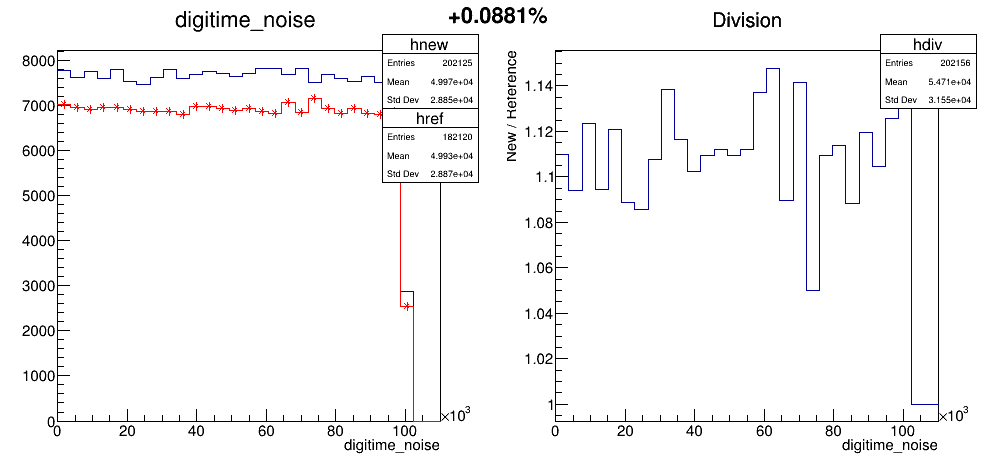 +0.0881%
digitime_noise
hnew
Entries 202125
Mean 4.997e+04
Std Dev 2.885e+04
href
Entries 182120
Mean 4.993e+04
Std Dev 2.887e+04
8000
7000
6000
5000
4000
3000
2000
1000
0
0 20 40 60 80 100
×10³
digitime_noise
Division
hdiv
Entries 202156
Mean 5.471e+04
Std Dev 3.155e+04
New / Reference
1.14
1.12
1.1
1.08
1.06
1.04
1.02
1
0 20 40 60 80 100
×10³
digitime_noise